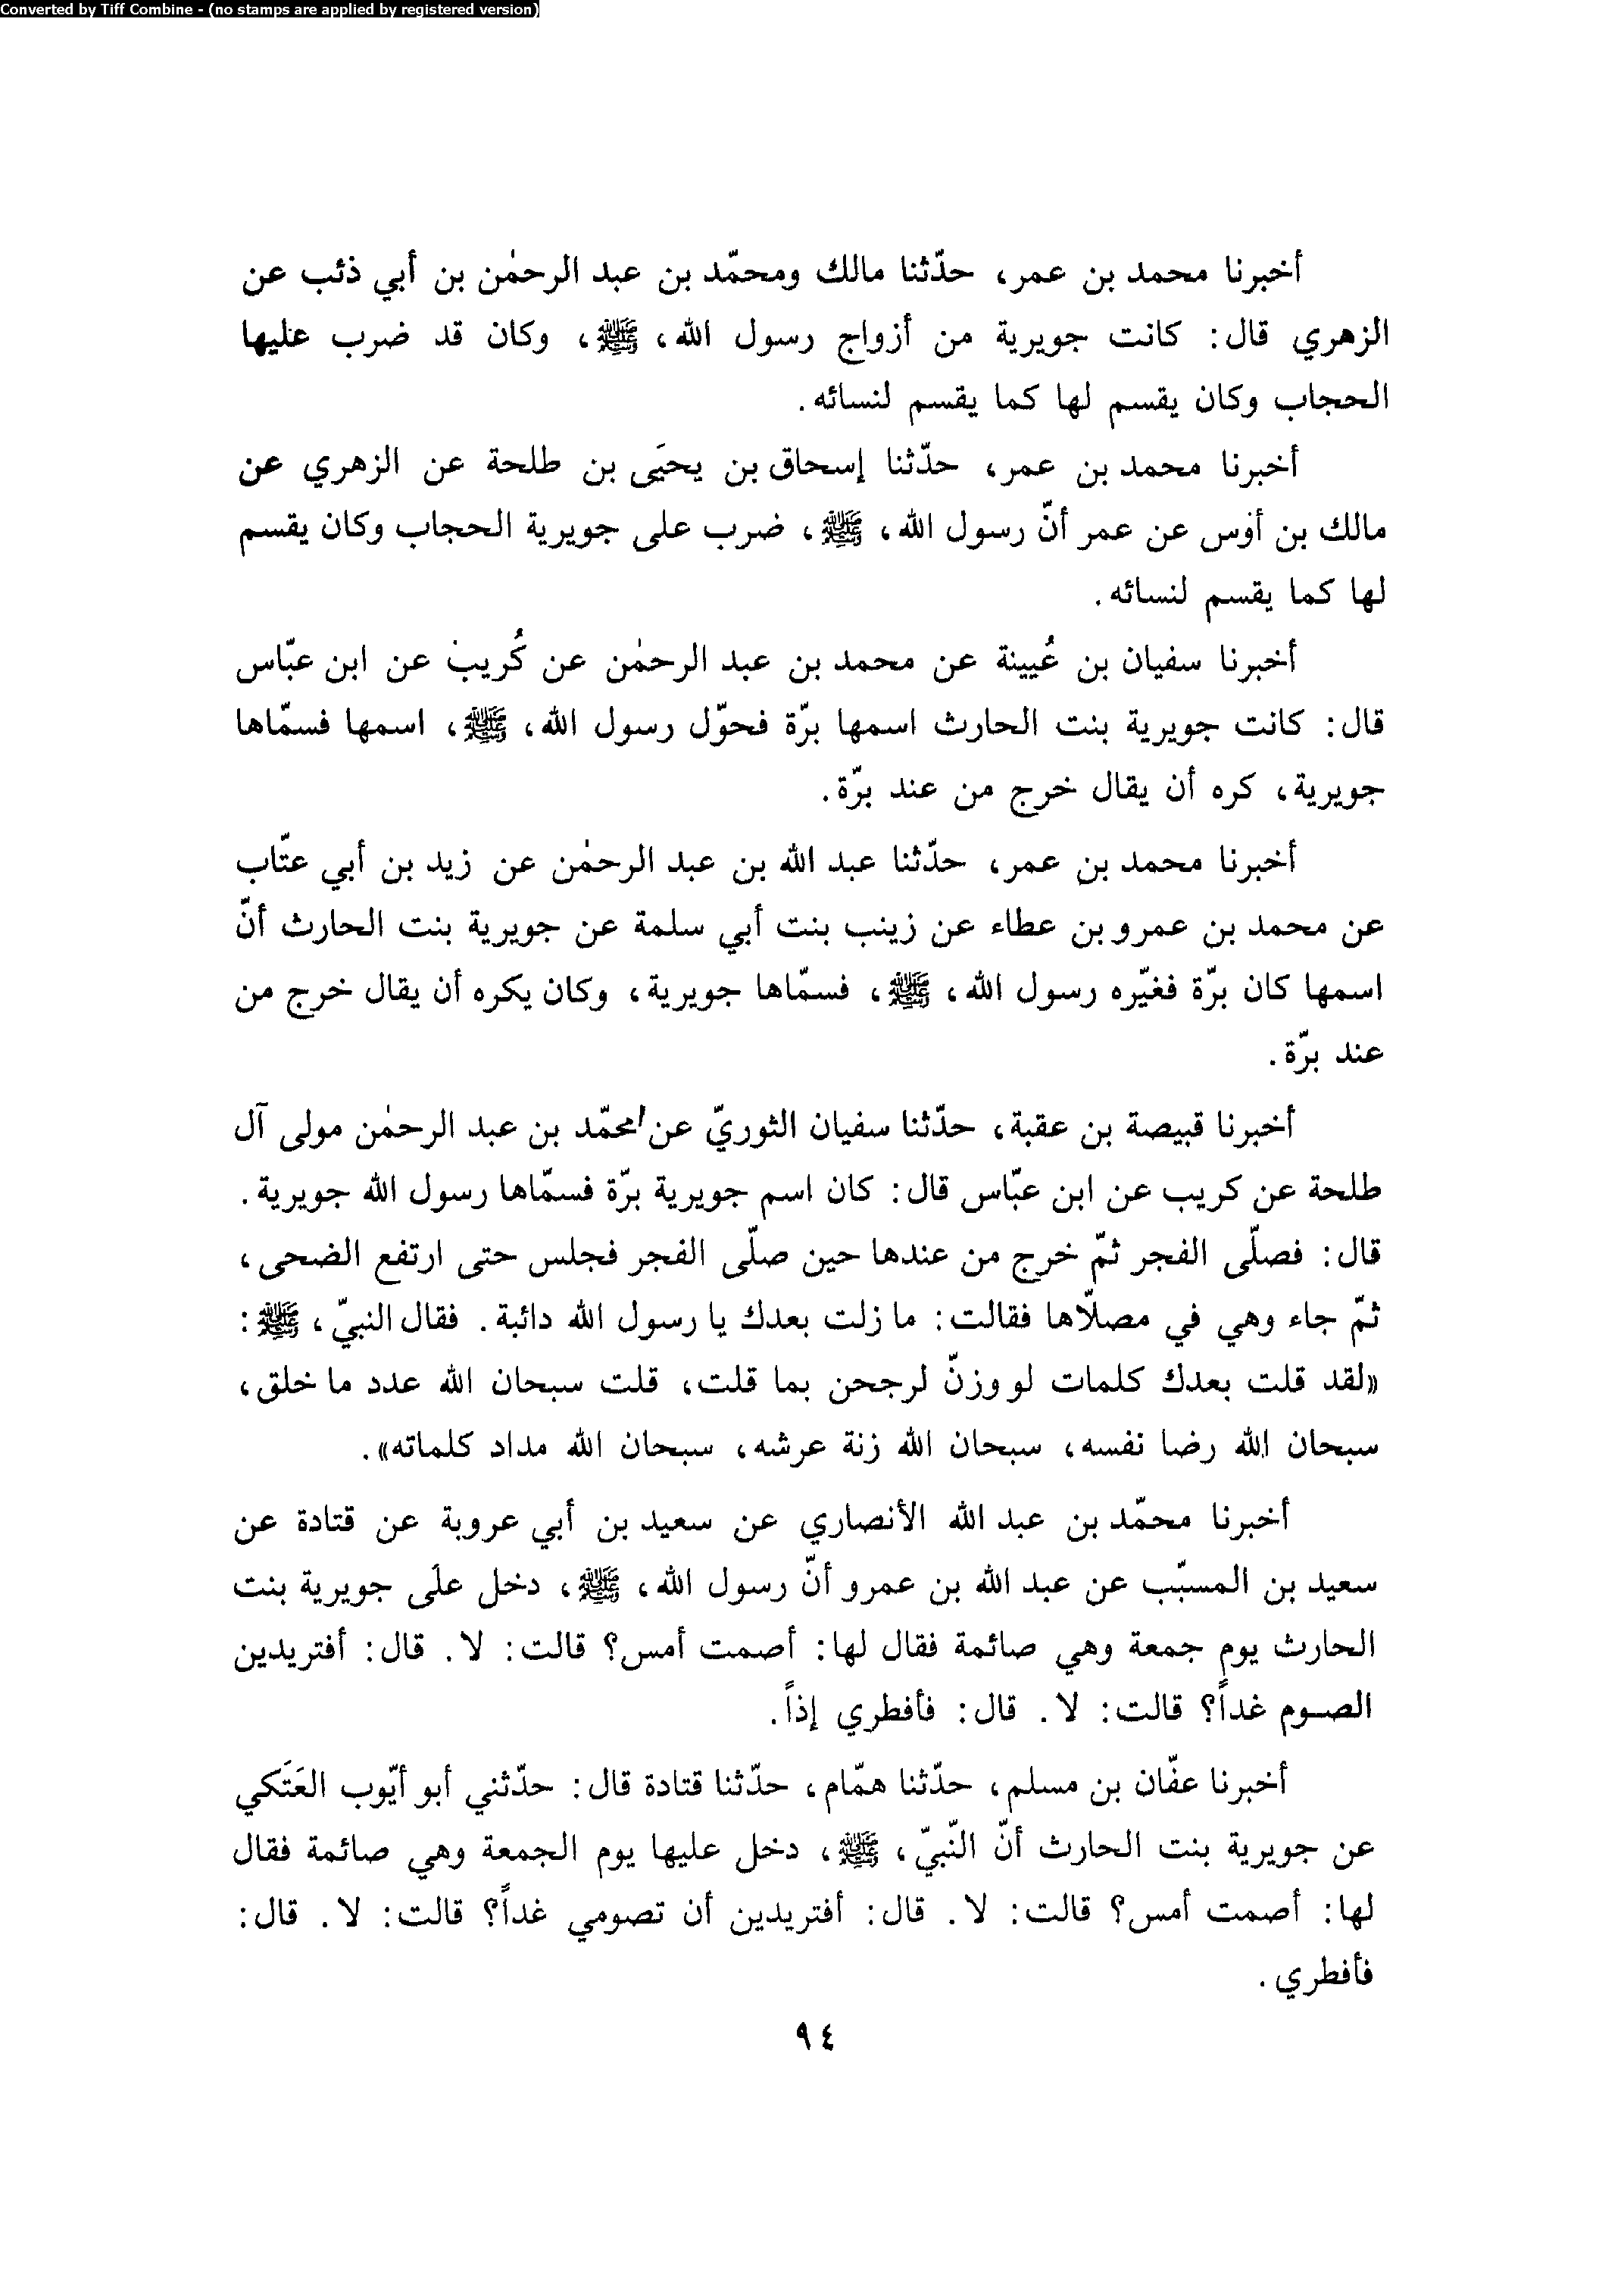 Converted by Tiff Combine - (no stamps are applied by registered version)
أخبرنا محمد بن عمر، حدّثنا مالك ومحمّد بن عبد الرحمٰن بن أبي ذئب عن
الزهري قال: كانت جويرية من أزواج رسول الله، ﷺ، وكان قد ضرب عليها
الحجاب وكان يقسم لها كما يقسم لنسائه.
أخبرنا محمد بن عمر، حدّثنا إسحاق بن يحيَى بن طلحة عن الزهري عن
مالك بن أوْس عن عمر أنّ رسول الله، ﷺ، ضرب على جويرية الحجاب وكان يقسم
لها كما يقسم لنسائه.
أخبرنا سفيان بن عُيينة عن محمد بن عبد الرحمٰن عن كُريب عن ابن عبّاس
قال: كانت جويرية بنت الحارث اسمها برّة فحوّل رسول الله، ﷺ، اسمها فسمّاها
جويرية، كره أن يقال خرج من عند برّة.
أخبرنا محمد بن عمر، حدّثنا عبد الله بن عبد الرحمٰن عن زيد بن أبي عتّاب
عن محمد بن عمرو بن عطاء عن زينب بنت أبي سلمة عن جويرية بنت الحارث أنّ
اسمها كان برّة فغيّره رسول الله، ﷺ، فسمّاها جويرية، وكان يكره أن يقال خرج من
عند برّة.
أخبرنا قبيصة بن عقبة، حدّثنا سفيان الثوريّ عن محمّد بن عبد الرحمٰن مولى آل
طلحة عن كريب عن ابن عبّاس قال: كان اسم جويرية برّة فسمّاها رسول الله جويرية.
قال: فصلّى الفجر ثمّ خرج من عندها حين صلّى الفجر فجلس حتى ارتفع الضحى،
ثمّ جاء وهي في مصلّاها فقالت: ما زلت بعدك يا رسول الله دائبة. فقال النبيّ، ﷺ:
«لقد قلت بعدك كلمات لو وزنّ لرجحن بما قلت، قلت سبحان الله عدد ما خلق،
سبحان الله رضا نفسه، سبحان الله زنة عرشه، سبحان الله مداد كلماته».
أخبرنا محمّد بن عبد الله الأنصاري عن سعيد بن أبي عروبة عن قتادة عن
سعيد بن المسيّب عن عبد الله بن عمرو أنّ رسول الله، ﷺ، دخل على جويرية بنت
الحارث يوم جمعة وهي صائمة فقال لها: أصمت أمس؟ قالت: لا. قال: أفتريدين
الصوم غداً؟ قالت: لا. قال: فأفطري إذاً.
أخبرنا عفّان بن مسلم، حدّثنا همّام، حدّثنا قتادة قال: حدّثني أبو أيّوب العَتَكي
عن جويرية بنت الحارث أنّ النّبيّ، ﷺ، دخل عليها يوم الجمعة وهي صائمة فقال
لها: أصمت أمس؟ قالت: لا. قال: أفتريدين أن تصومي غداً؟ قالت: لا. قال:
فأفطري.
٩٤